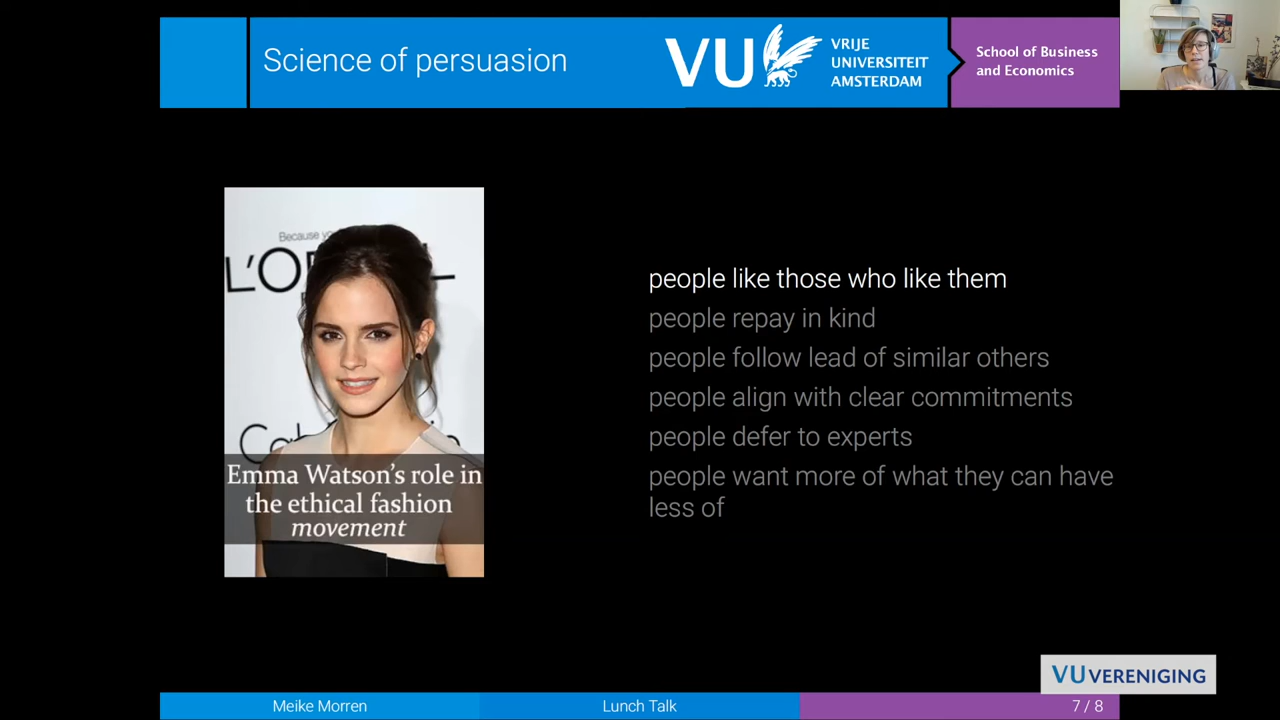 Science of persuasion
VU
VRIJE
UNIVERSITEIT
AMSTERDAM
School of Business
and Economics
Because yo
L'ORÉAL
people like those who like them
people repay in kind
people follow lead of similar others
people align with clear commitments
people defer to experts
people want more of what they can have
less of
Emma Watson's role in
the ethical fashion
movement
VUVERENIGING
Meike Morren
Lunch Talk
7 / 8